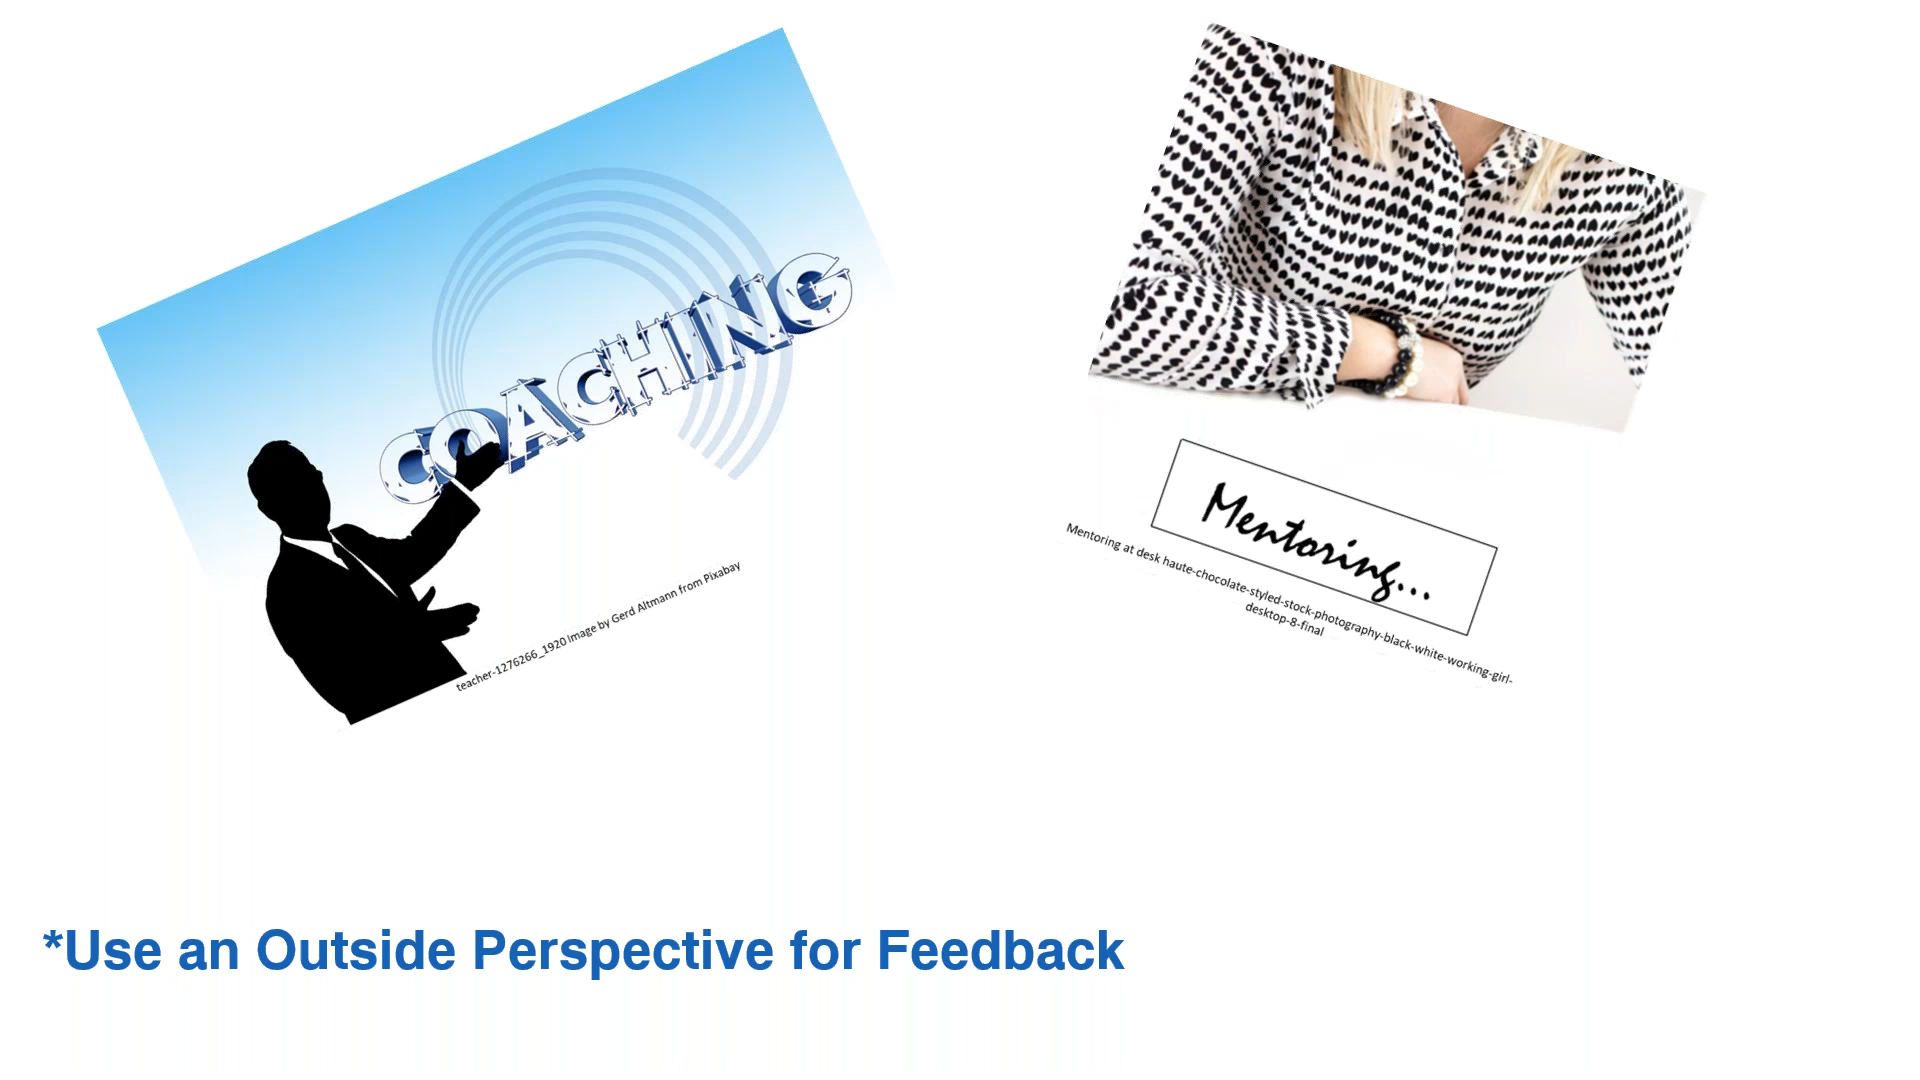 COACHING
teacher-1276266_1920 Image by Gerd Altmann from Pixabay
Mentoring...
Mentoring at desk haute-chocolate-styled-stock-photography-black-white-working-girl-
desktop-8-final
*Use an Outside Perspective for Feedback